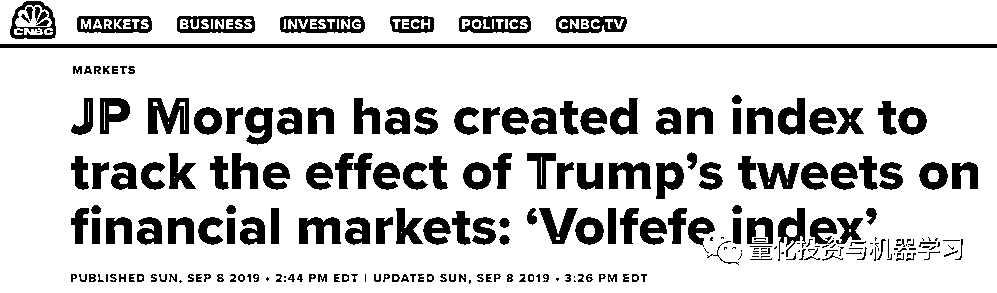 CNBC MARKETS BUSINESS INVESTING TECH POLITICS CNBC TV
MARKETS
JP Morgan has created an index to
track the effect of Trump’s tweets on
financial markets: ‘Volfefe index’
量化投资与机器学习
PUBLISHED SUN, SEP 8 2019 • 2:44 PM EDT | UPDATED SUN, SEP 8 2019 • 3:26 PM EDT